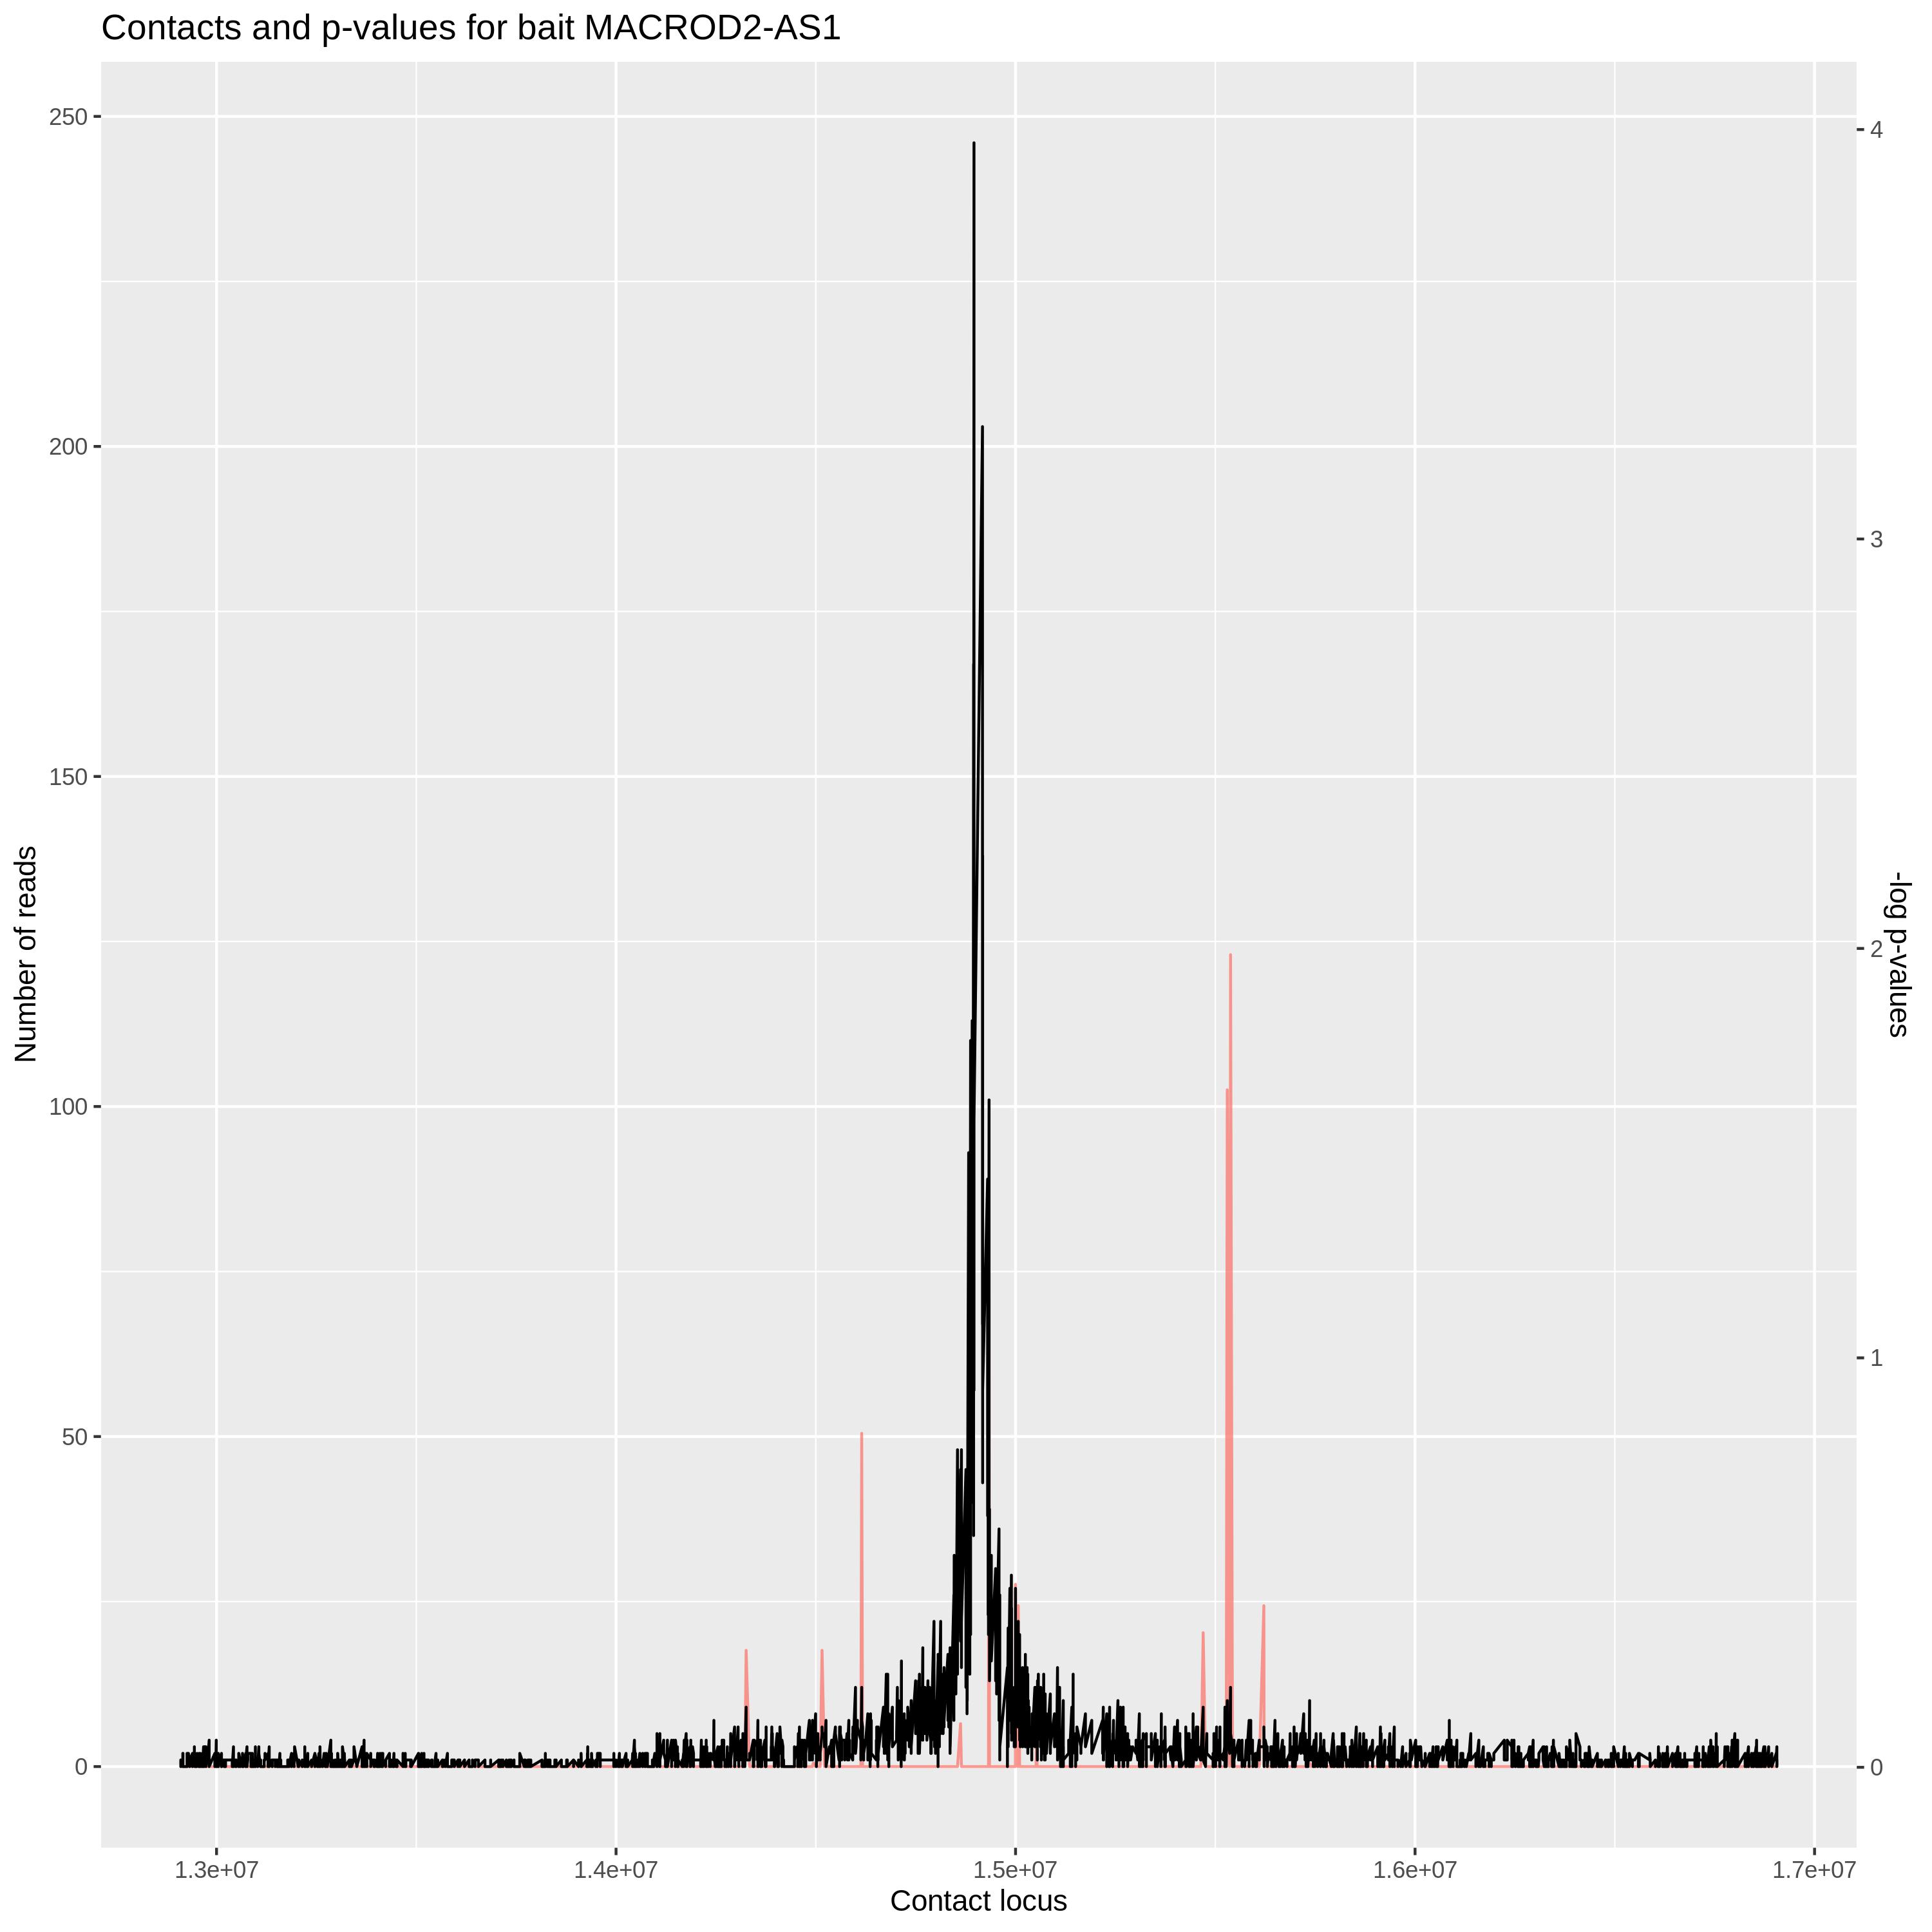 Contacts and p-values for bait MACROD2-AS1
250
200
150
100
50
0
Number of reads
4
3
2
1
0
-log p-values
1.3e+07
1.4e+07
1.5e+07
1.6e+07
1.7e+07
Contact locus